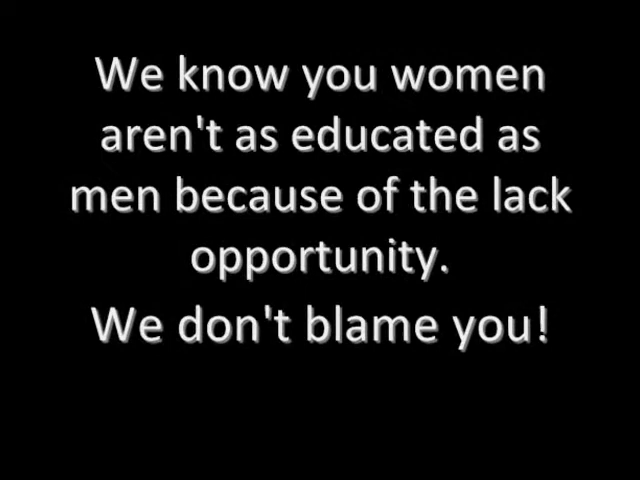 We know you women
aren't as educated as
men because of the lack
opportunity.
We don't blame you!